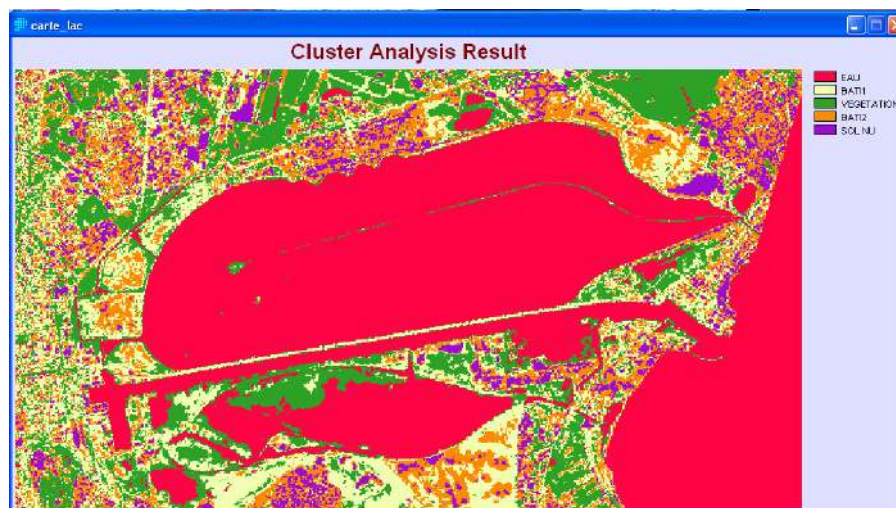 carte_lac
Cluster Analysis Result
EAU
BATI1
VEGETATION
BATI2
SOL NU